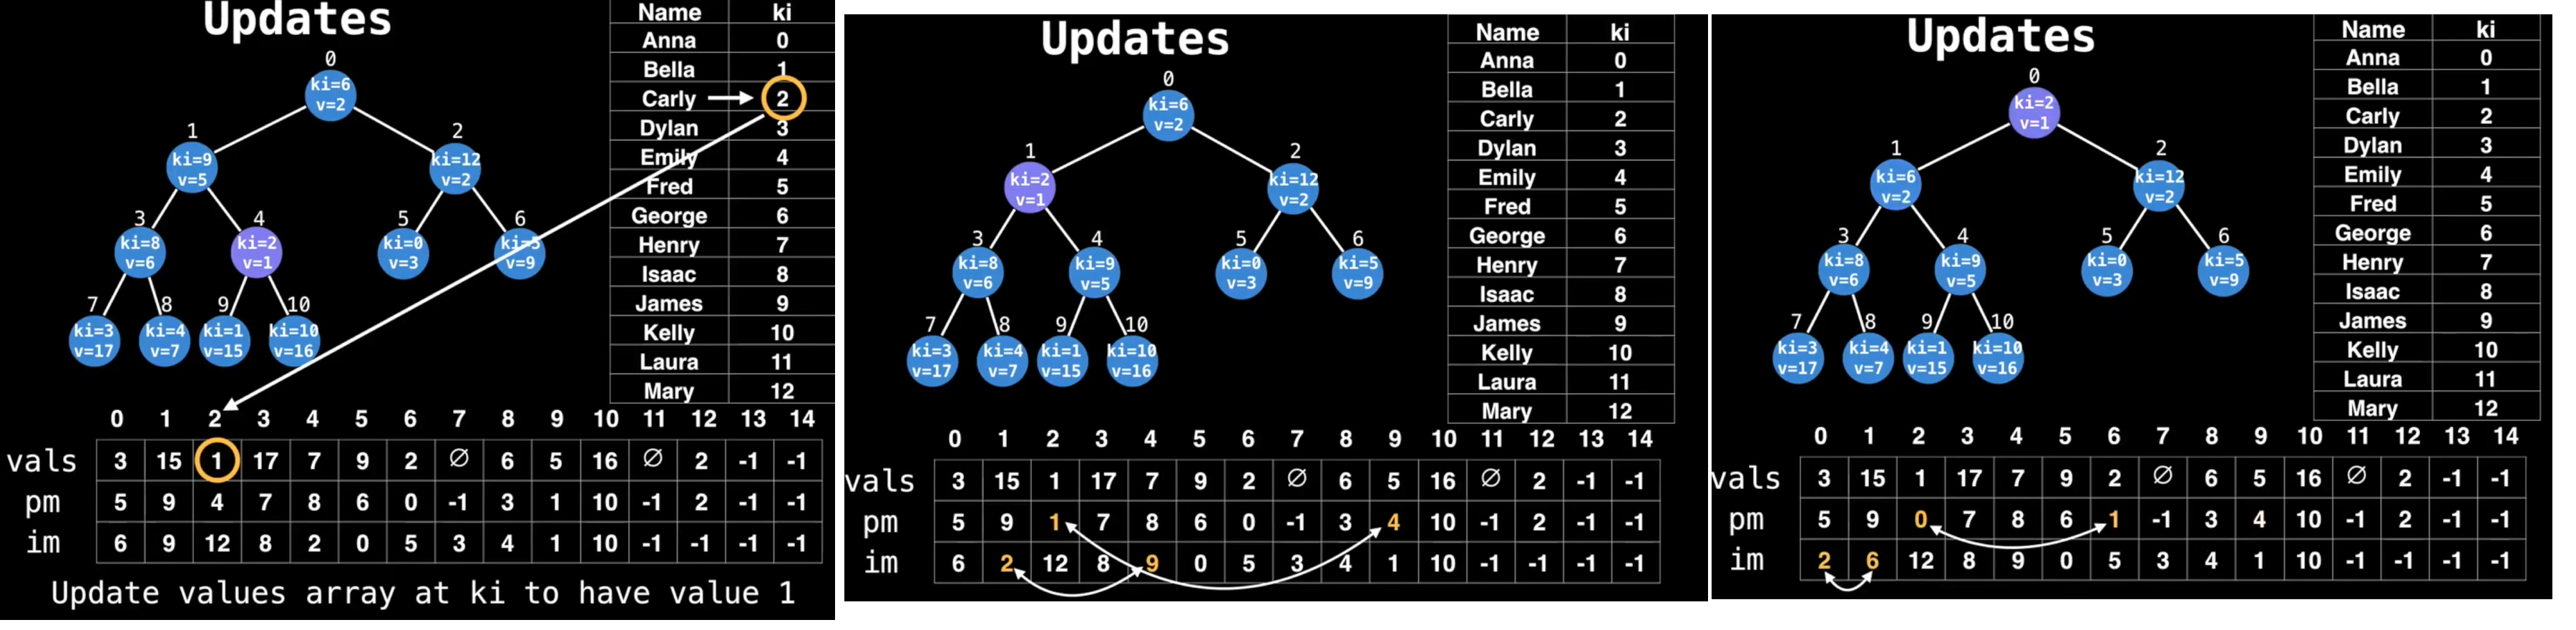 Updates
Name ki
Anna 0
Bella 1
Carly 2
Dylan 3
Emily 4
Fred 5
George 6
Henry 7
Isaac 8
James 9
Kelly 10
Laura 11
Mary 12
0
ki=6
v=2
1 2
ki=9 ki=12
v=5 v=2
3 4 5 6
ki=8 ki=2 ki=0 ki=5
v=6 v=1 v=3 v=9
7 8 9 10
ki=3 ki=4 ki=1 ki=10
v=17 v=7 v=15 v=16
0 1 2 3 4 5 6 7 8 9 10 11 12 13 14
vals 3 15 1 17 7 9 2 ∅ 6 5 16 ∅ 2 -1 -1
pm 5 9 4 7 8 6 0 -1 3 1 10 -1 2 -1 -1
im 6 9 12 8 2 0 5 3 4 1 10 -1 -1 -1 -1
Update values array at ki to have value 1
Updates
Name ki
Anna 0
Bella 1
Carly 2
Dylan 3
Emily 4
Fred 5
George 6
Henry 7
Isaac 8
James 9
Kelly 10
Laura 11
Mary 12
0
ki=6
v=2
1 2
ki=2 ki=12
v=1 v=2
3 4 5 6
ki=8 ki=9 ki=0 ki=5
v=6 v=5 v=3 v=9
7 8 9 10
ki=3 ki=4 ki=1 ki=10
v=17 v=7 v=15 v=16
0 1 2 3 4 5 6 7 8 9 10 11 12 13 14
vals 3 15 1 17 7 9 2 ∅ 6 5 16 ∅ 2 -1 -1
pm 5 9 1 7 8 6 0 -1 3 4 10 -1 2 -1 -1
im 6 2 12 8 9 0 5 3 4 1 10 -1 -1 -1 -1
Updates
Name ki
Anna 0
Bella 1
Carly 2
Dylan 3
Emily 4
Fred 5
George 6
Henry 7
Isaac 8
James 9
Kelly 10
Laura 11
Mary 12
0
ki=2
v=1
1 2
ki=6 ki=12
v=2 v=2
3 4 5 6
ki=8 ki=9 ki=0 ki=5
v=6 v=5 v=3 v=9
7 8 9 10
ki=3 ki=4 ki=1 ki=10
v=17 v=7 v=15 v=16
0 1 2 3 4 5 6 7 8 9 10 11 12 13 14
vals 3 15 1 17 7 9 2 ∅ 6 5 16 ∅ 2 -1 -1
pm 5 9 0 7 8 6 1 -1 3 4 10 -1 2 -1 -1
im 2 6 12 8 9 0 5 3 4 1 10 -1 -1 -1 -1